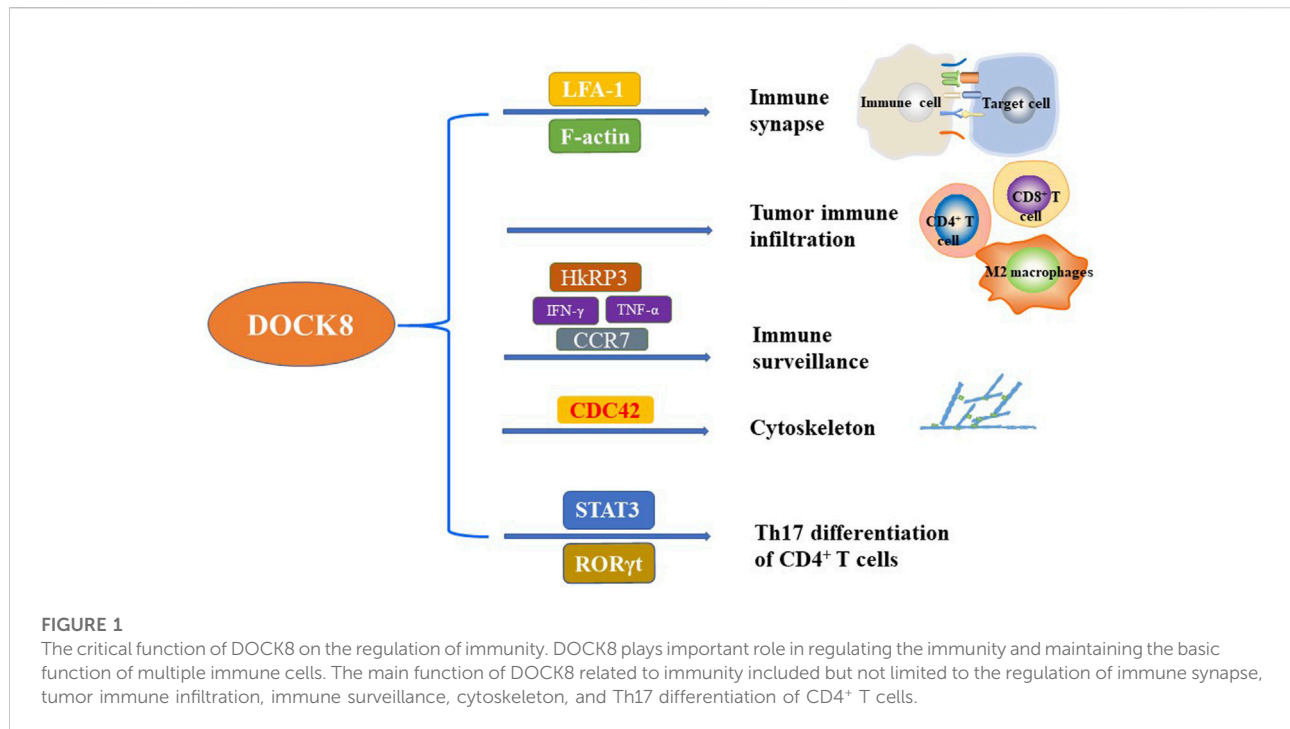 LFA-1
F-actin
Immune
synapse
Immune cell
Target cell
Tumor immune
infiltration
CD4⁺ T
cell
CD8⁺ T
cell
M2 macrophages
DOCK8
HkRP3
IFN-γ
TNF-α
CCR7
Immune
surveillance
CDC42
Cytoskeleton
STAT3
RORγt
Th17 differentiation
of CD4⁺ T cells
FIGURE 1
The critical function of DOCK8 on the regulation of immunity. DOCK8 plays important role in regulating the immunity and maintaining the basic
function of multiple immune cells. The main function of DOCK8 related to immunity included but not limited to the regulation of immune synapse,
tumor immune infiltration, immune surveillance, cytoskeleton, and Th17 differentiation of CD4⁺ T cells.